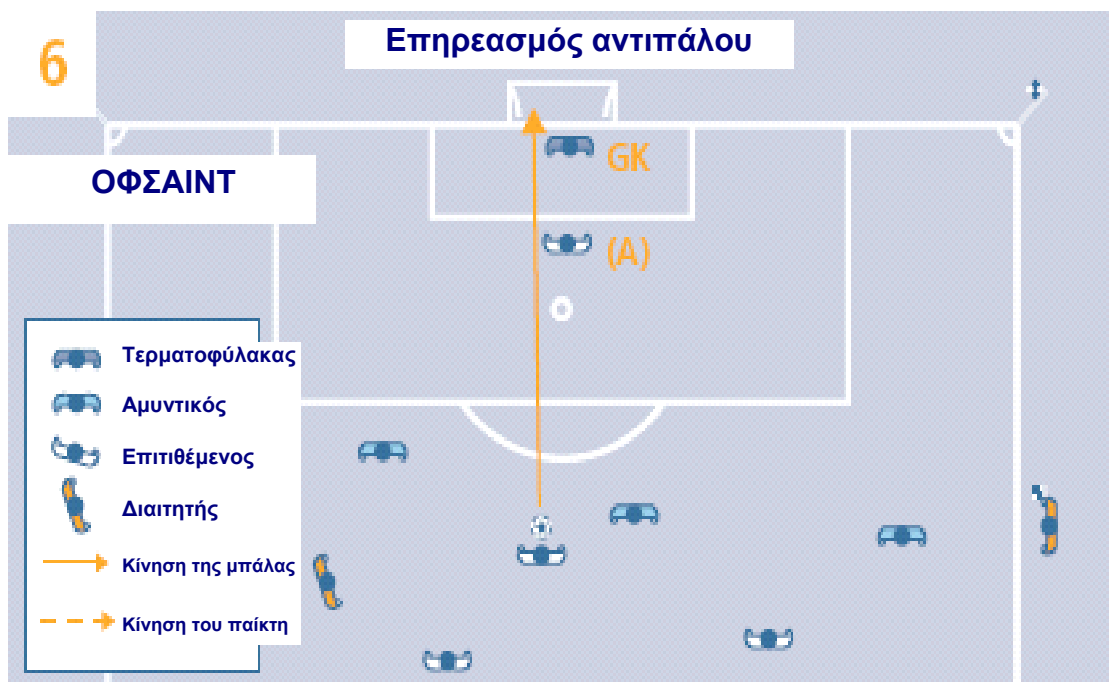 6
Επηρεασμός αντιπάλου
GK
ΟΦΣΑΙΝΤ
(A)
Τερματοφύλακας
Αμυντικός
Επιτιθέμενος
Διαιτητής
Κίνηση της μπάλας
Κίνηση του παίκτη